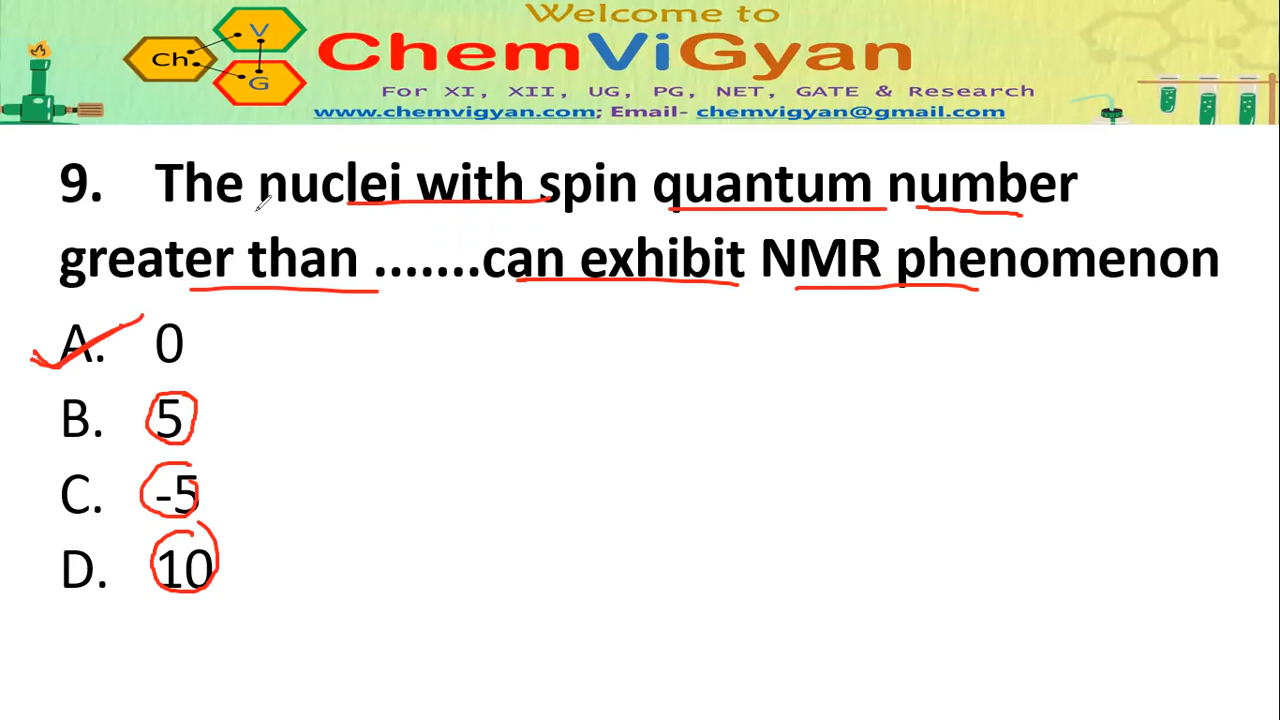 Welcome to
Ch V G
ChemViGyan
For XI, XII, UG, PG, NET, GATE & Research
www.chemvigyan.com; Email- chemvigyan@gmail.com
9. The nuclei with spin quantum number
greater than .......can exhibit NMR phenomenon
A. 0
B. 5
C. -5
D. 10